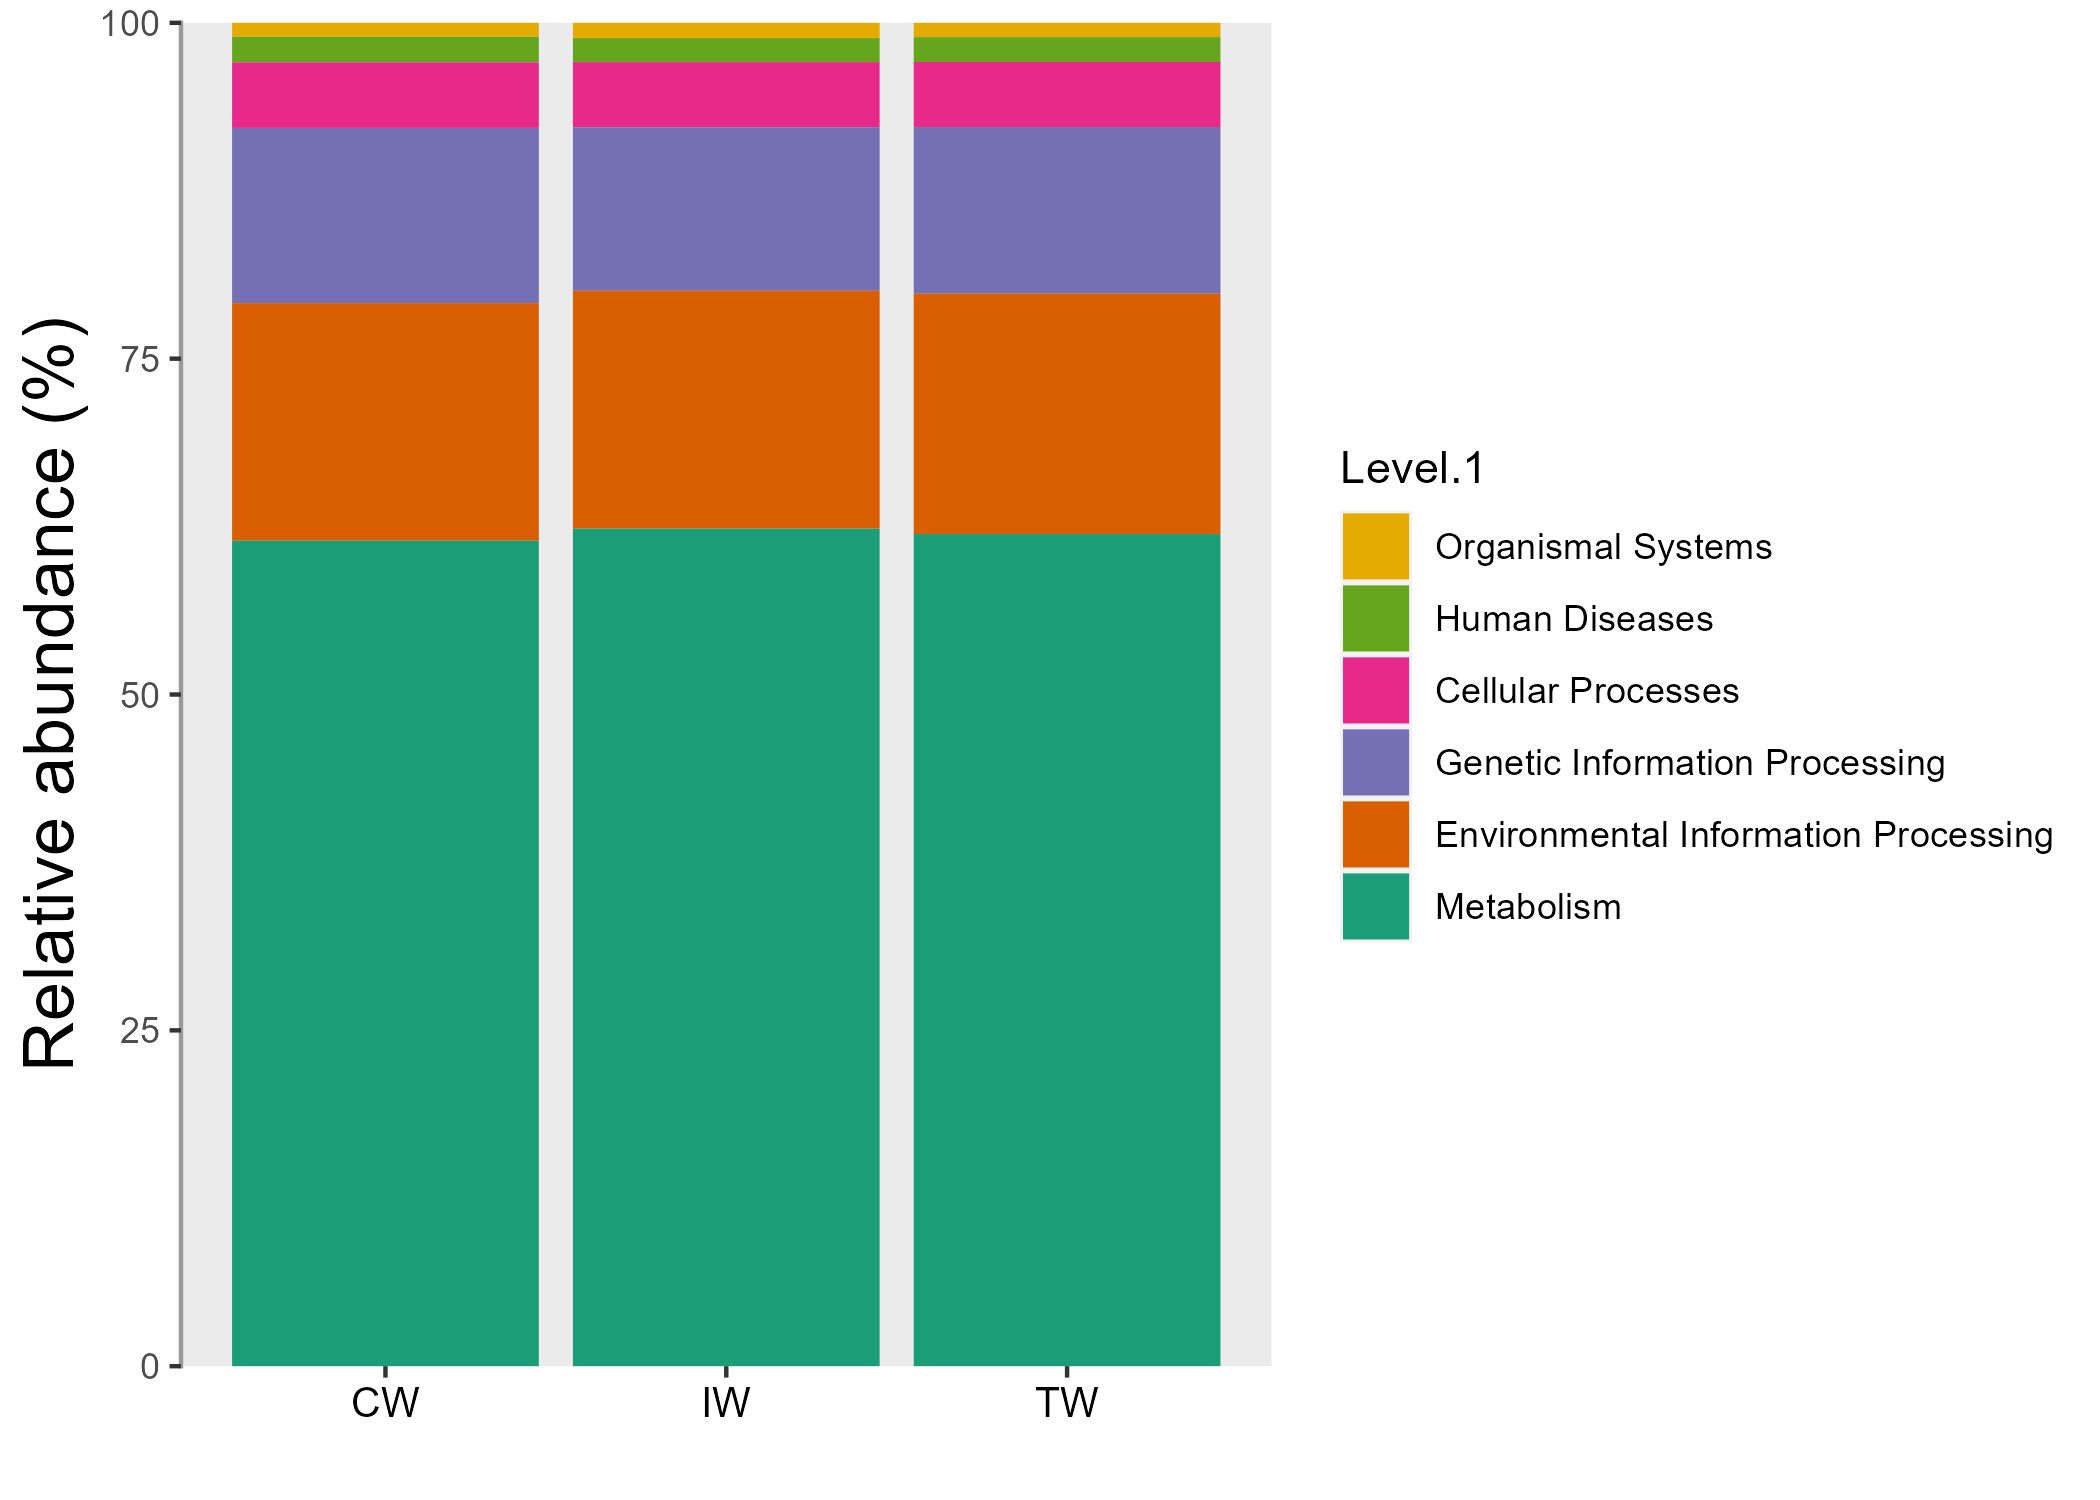 Relative abundance (%)
100
75
50
25
0
CW
IW
TW
Level.1
Organismal Systems
Human Diseases
Cellular Processes
Genetic Information Processing
Environmental Information Processing
Metabolism